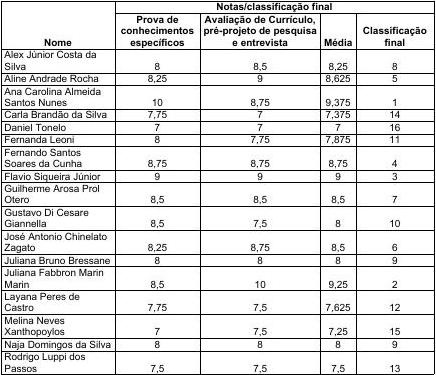 Notas/classificação final
Nome
Prova de conhecimentos específicos
Avaliação de Currículo, pré-projeto de pesquisa e entrevista
Média
Classificação final
Alex Júnior Costa da
Silva 8 8,5 8,25 8
Aline Andrade Rocha 8,25 9 8,625 5
Ana Carolina Almeida
Santos Nunes 10 8,75 9,375 1
Carla Brandão da Silva 7,75 7 7,375 14
Daniel Tonelo 7 7 7 16
Fernanda Leoni 8 7,75 7,875 11
Fernando Santos
Soares da Cunha 8,75 8,75 8,75 4
Flavio Siqueira Júnior 9 9 9 3
Guilherme Arosa Prol
Otero 8,5 8,5 8,5 7
Gustavo Di Cesare
Giannella 8,5 7,5 8 10
José Antonio Chinelato
Zagato 8,25 8,75 8,5 6
Juliana Bruno Bressane 8 8 8 9
Juliana Fabbron Marin
Marin 8,5 10 9,25 2
Layana Peres de
Castro 7,75 7,5 7,625 12
Melina Neves
Xanthopoylos 7 7,5 7,25 15
Naja Domingos da Silva 8 8 8 9
Rodrigo Luppi dos
Passos 7,5 7,5 7,5 13